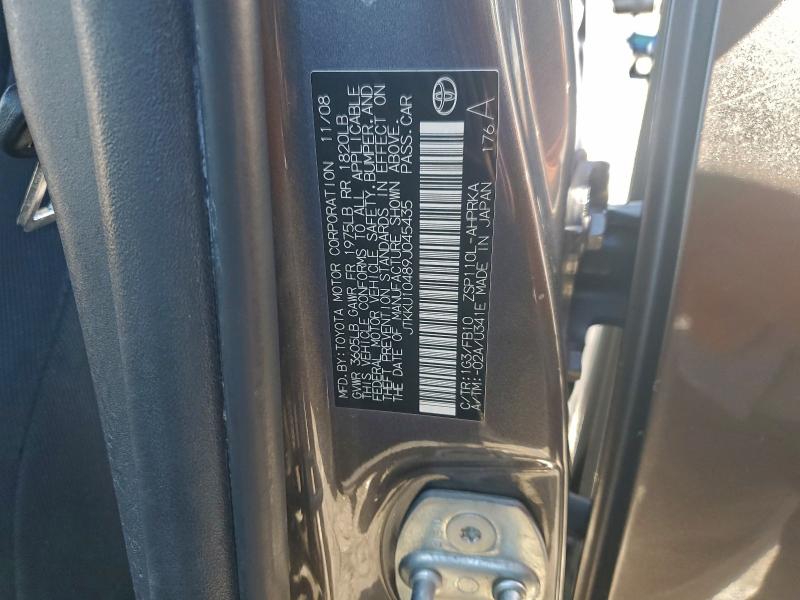 MFD.BY:TOYOTA MOTOR CORPORATION 11/08
GVWR 3605LB GAWR FR 1975LB RR 1820LB
THIS VEHICLE CONFORMS TO ALL APPLICABLE
FEDERAL MOTOR VEHICLE SAFETY, BUMPER, AND
THEFT PREVENTION STANDARDS IN EFFECT ON
THE DATE OF MANUFACTURE SHOWN ABOVE.
JTKKU10489J045435 PASS.CAR
C/TR:1G3/FB10 ZSP110L-AHPRKA
A/TM:-02A/U341E MADE IN JAPAN
176 A